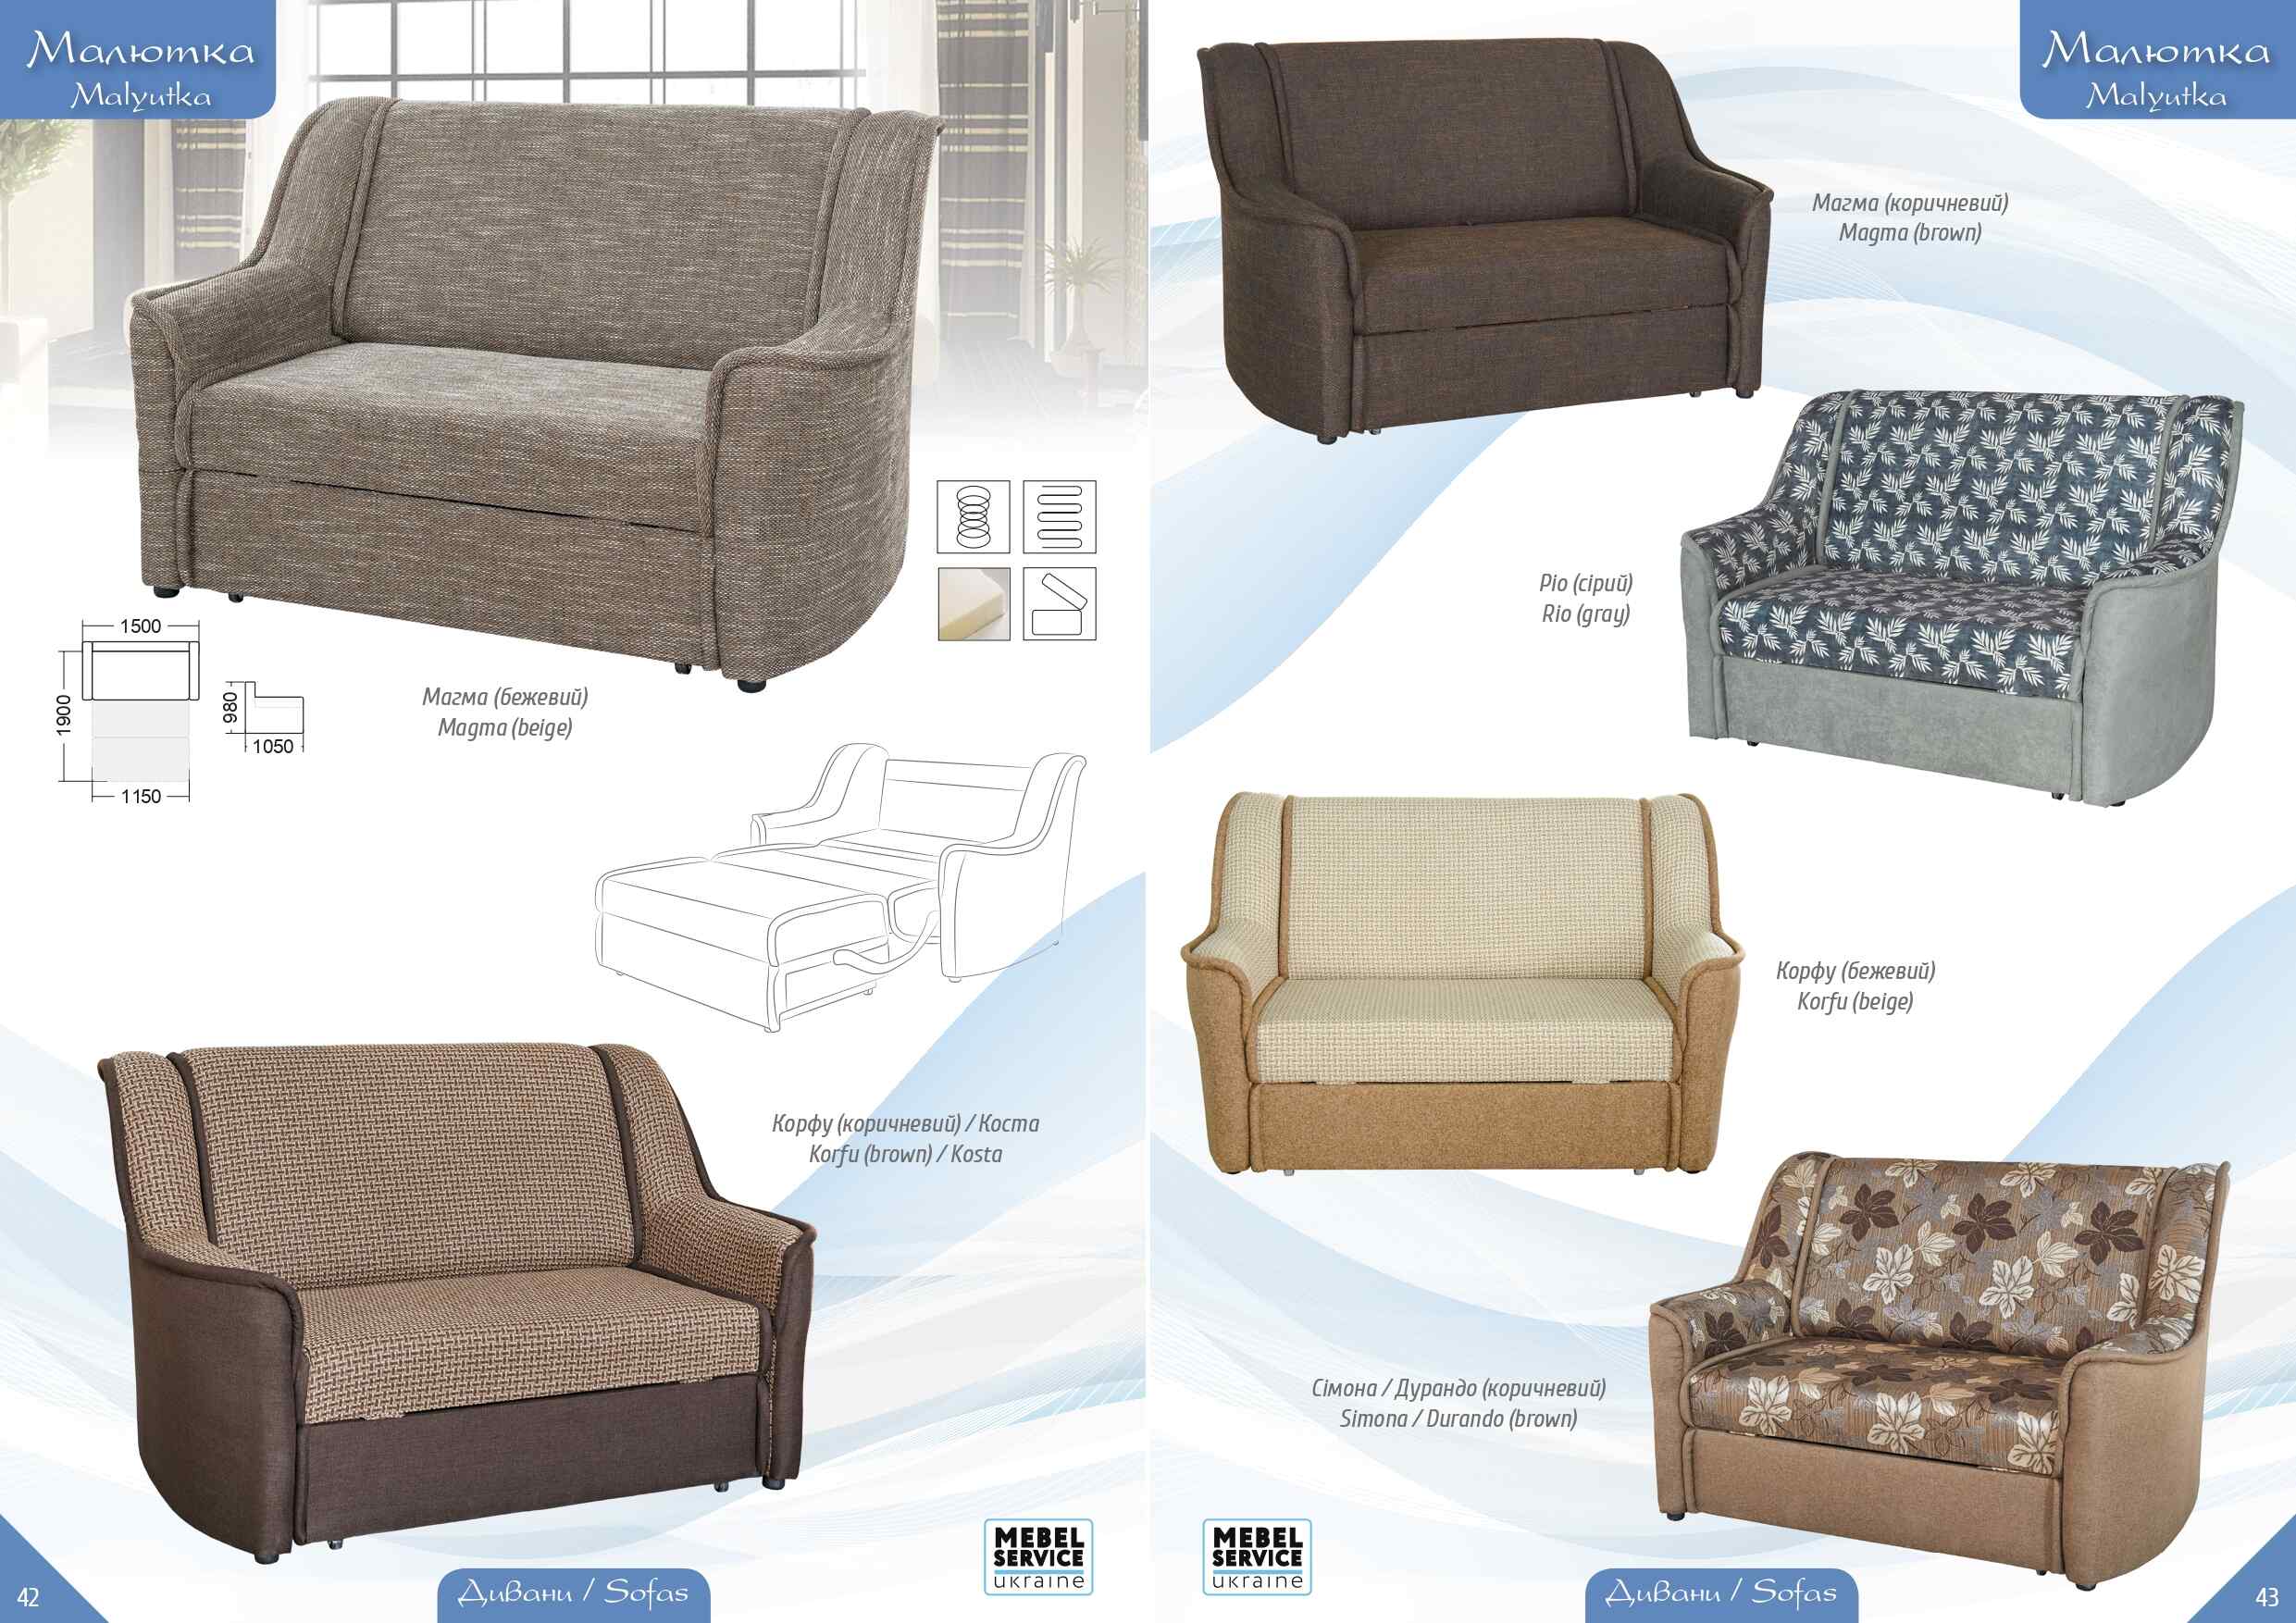 Малютка
Malyutka
1500
1900
1150
980
1050
Магма (бежевий)
Magma (beige)
Корфу (коричневий) / Коста
Korfu (brown) / Kosta
MEBEL
SERVICE
ukraine
42
Дивани / Sofas
Малютка
Malyutka
Магма (коричневий)
Magma (brown)
Ріо (сірий)
Rio (gray)
Корфу (бежевий)
Korfu (beige)
Сімона / Дурандо (коричневий)
Simona / Durando (brown)
MEBEL
SERVICE
ukraine
Дивани / Sofas
43